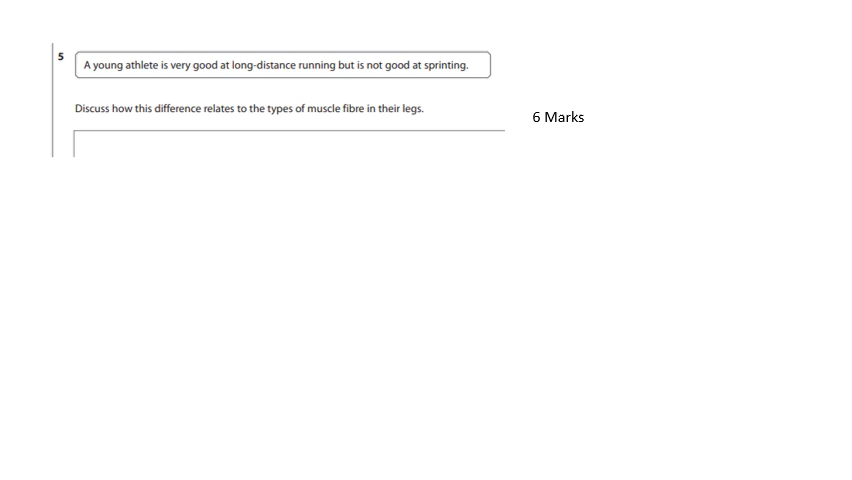 5 A young athlete is very good at long-distance running but is not good at sprinting.
Discuss how this difference relates to the types of muscle fibre in their legs.
6 Marks